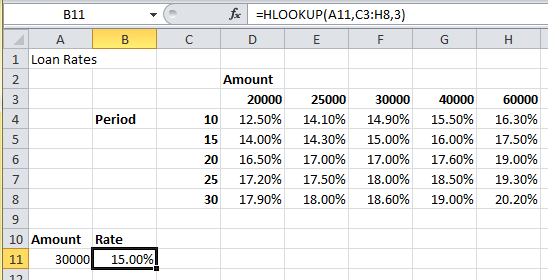 B11 fx =HLOOKUP(A11,C3:H8,3)
A B C D E F G H
1 Loan Rates
2 Amount
3 20000 25000 30000 40000 60000
4 Period 10 12.50% 14.10% 14.90% 15.50% 16.30%
5 15 14.00% 14.30% 15.00% 16.00% 17.50%
6 20 16.50% 17.00% 17.00% 17.60% 19.00%
7 25 17.20% 17.50% 18.00% 18.50% 19.30%
8 30 17.90% 18.00% 18.60% 19.00% 20.20%
9
10 Amount Rate
11 30000 15.00%
12